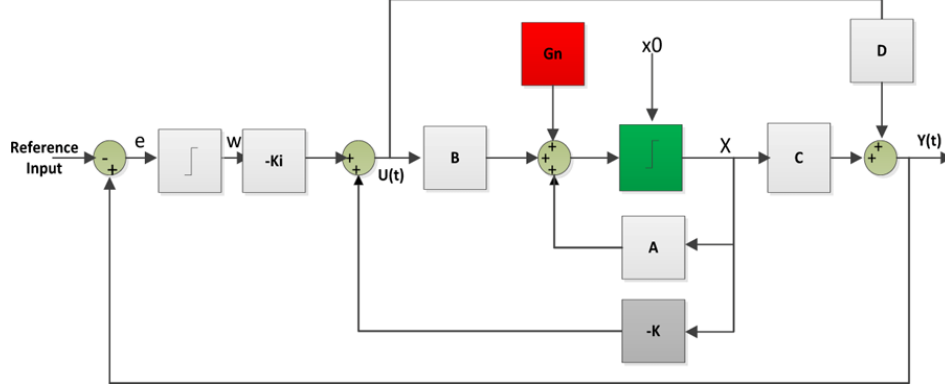 D
Gn
x0
Reference
Input
-
+
e
w
-Ki
+
+
U(t)
B
+
+
+
X
C
+
+
Y(t)
A
-K